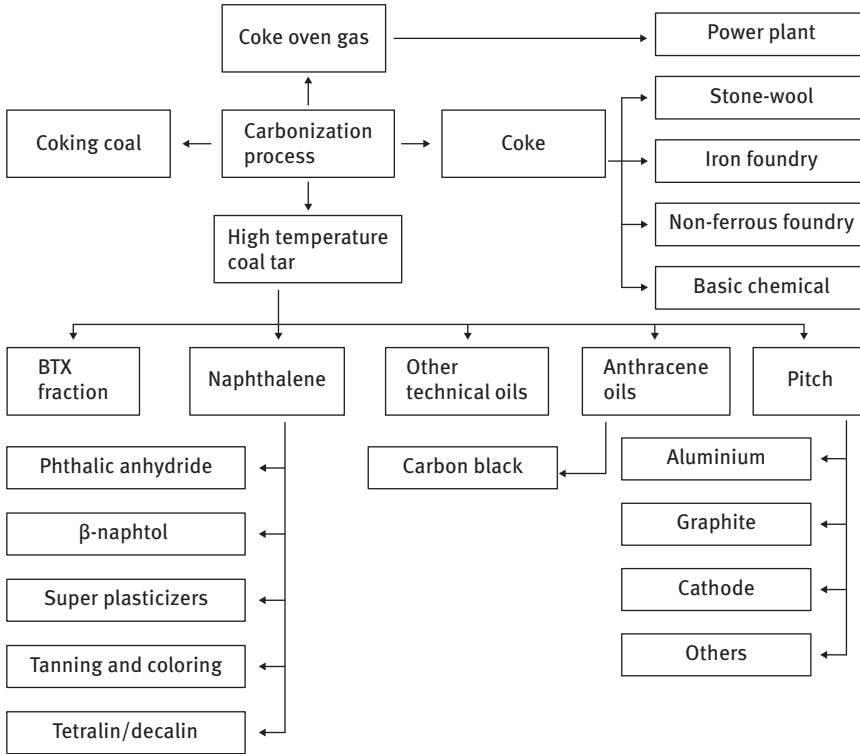 Coke oven gas
Power plant
Coking coal
Carbonization
process
Coke
Stone-wool
Iron foundry
Non-ferrous foundry
Basic chemical
High temperature
coal tar
BTX
fraction
Naphthalene
Other
technical oils
Anthracene
oils
Pitch
Phthalic anhydride
β-naphtol
Super plasticizers
Tanning and coloring
Tetralin/decalin
Carbon black
Aluminium
Graphite
Cathode
Others